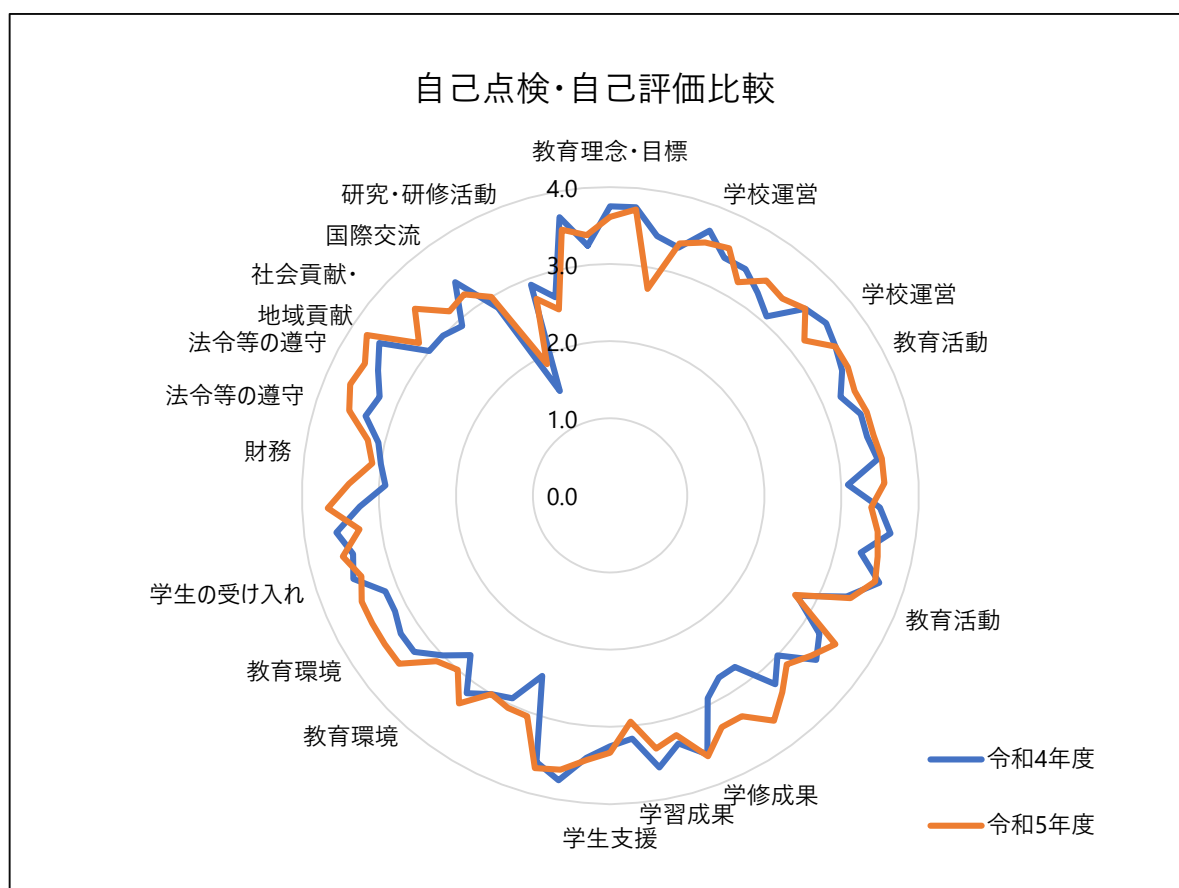 自己点検・自己評価比較
教育理念・目標
学校運営
学校運営
教育活動
教育活動
学修成果
学習成果
学生支援
教育環境
教育環境
学生の受け入れ
財務
法令等の遵守
法令等の遵守
社会貢献・
地域貢献
国際交流
研究・研修活動
4.0
3.0
2.0
1.0
0.0
令和4年度
令和5年度